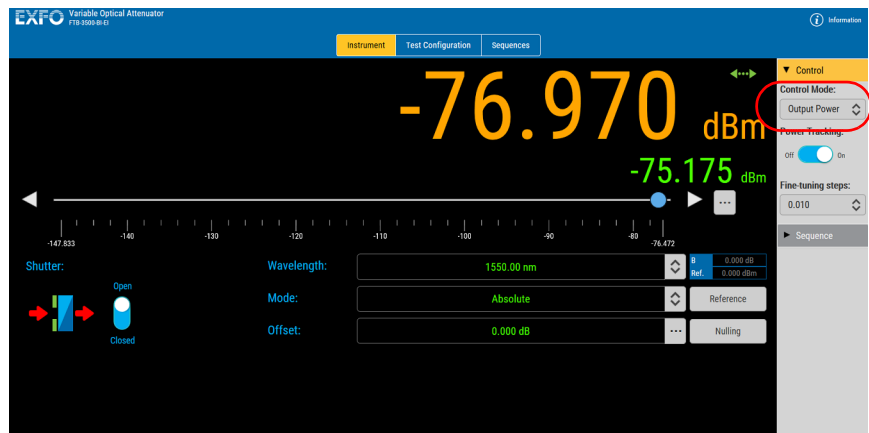 EXFO Variable Optical Attenuator
FTB-3500-BI-EI
i Information
Instrument Test Configuration Sequences
-76.970 dBm
-75.175 dBm
...
-147.833 -140 -130 -120 -110 -100 -90 -80 -76.472
Shutter:
Open
Closed
Wavelength: 1550.00 nm
B 0.000 dB
Ref. 0.000 dBm
Mode: Absolute Reference
Offset: 0.000 dB ... Nulling
Control
Control Mode:
Output Power
Power Tracking:
Off On
Fine-tuning steps:
0.010
Sequence